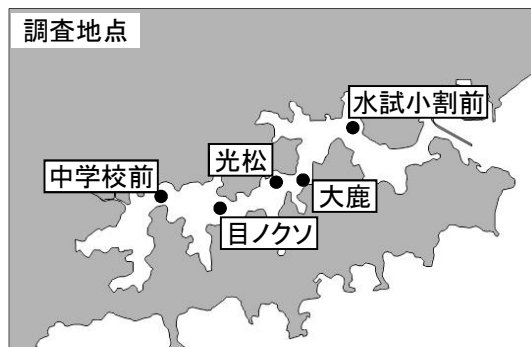 調査地点
水試小割前
光松
中学校前
大鹿
目ノクソ